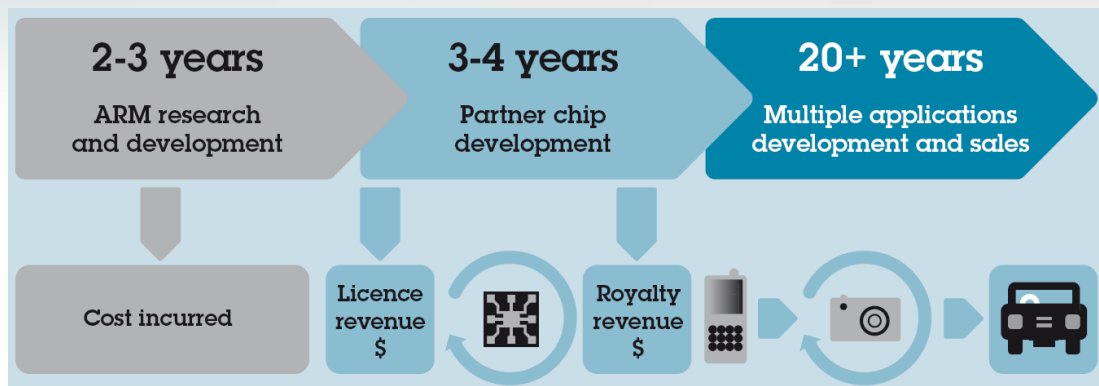 2-3 years
ARM research
and development
3-4 years
Partner chip
development
20+ years
Multiple applications
development and sales
Cost incurred
Licence
revenue
$
Royalty
revenue
$